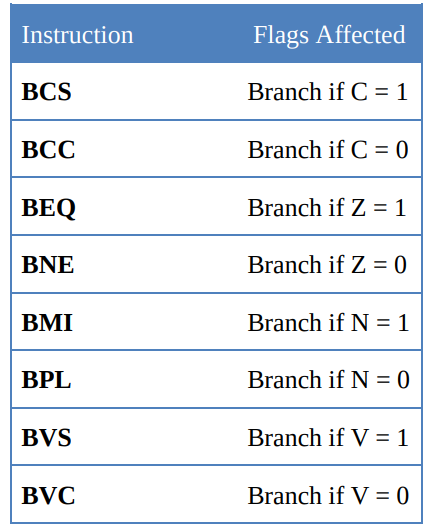 Instruction Flags Affected
BCS Branch if C = 1
BCC Branch if C = 0
BEQ Branch if Z = 1
BNE Branch if Z = 0
BMI Branch if N = 1
BPL Branch if N = 0
BVS Branch if V = 1
BVC Branch if V = 0